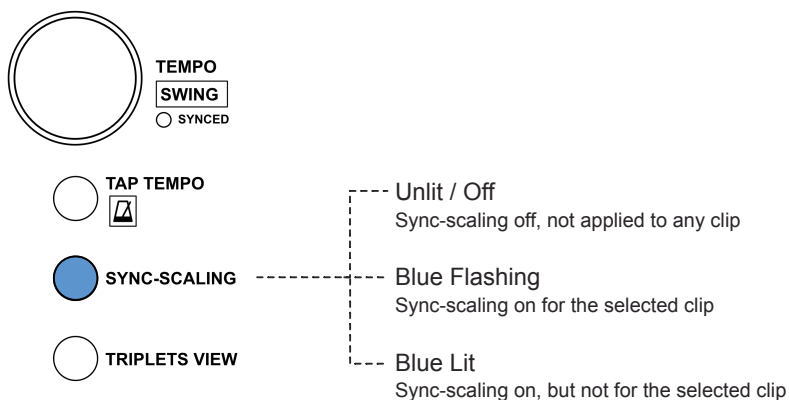 TEMPO
SWING
SYNCED
TAP TEMPO
SYNC-SCALING
TRIPLETS VIEW
Unlit / Off
Sync-scaling off, not applied to any clip
Blue Flashing
Sync-scaling on for the selected clip
Blue Lit
Sync-scaling on, but not for the selected clip